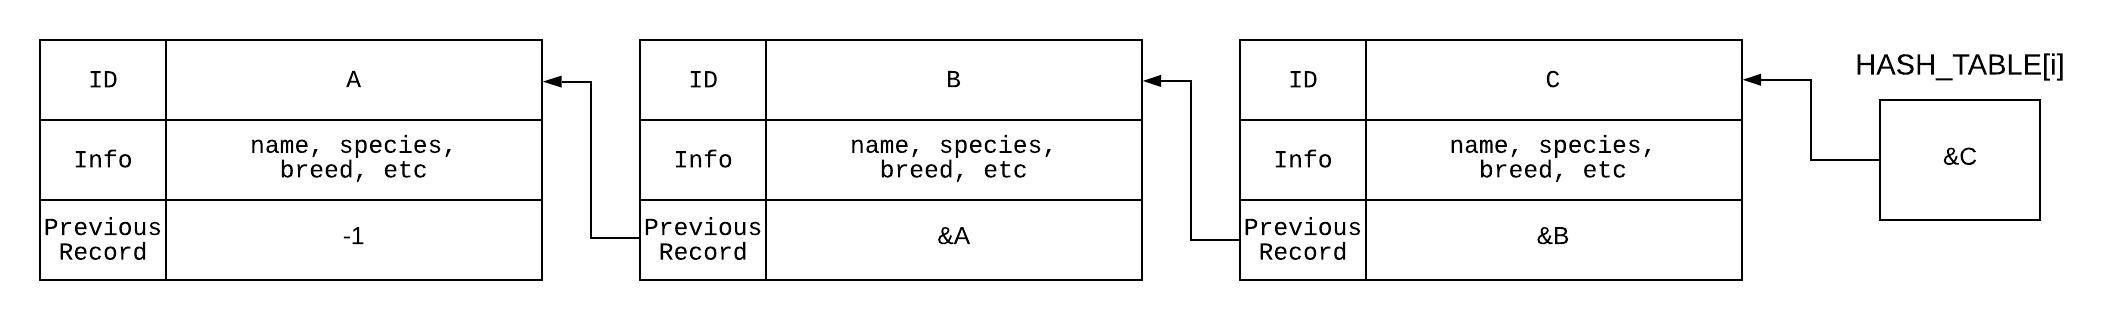 ID
A
Info
name, species,
breed, etc
Previous
Record
-1
ID
B
Info
name, species,
breed, etc
Previous
Record
&A
ID
C
Info
name, species,
breed, etc
Previous
Record
&B
HASH_TABLE[i]
&C